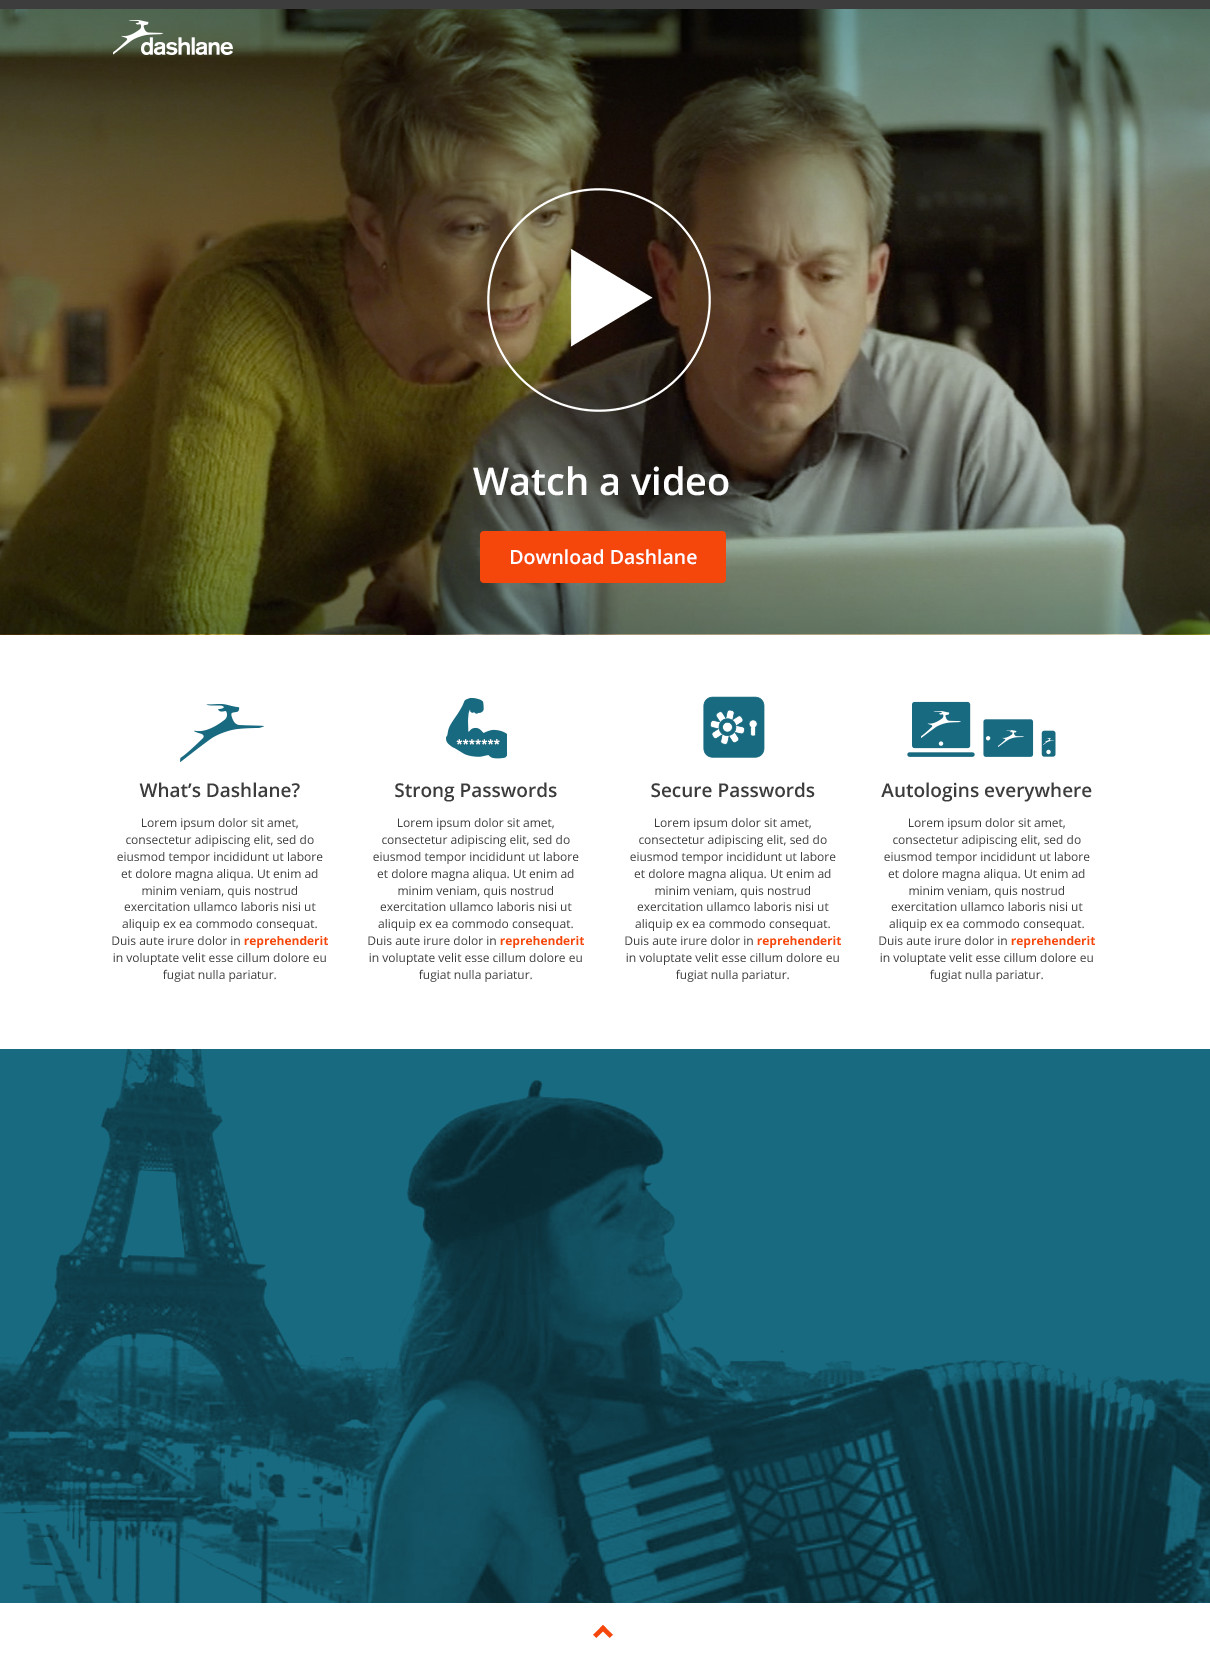 dashlane
Watch a video
Download Dashlane
*******
What's Dashlane?
Lorem ipsum dolor sit amet,
consectetur adipiscing elit, sed do
eiusmod tempor incididunt ut labore
et dolore magna aliqua. Ut enim ad
minim veniam, quis nostrud
exercitation ullamco laboris nisi ut
aliquip ex ea commodo consequat.
Duis aute irure dolor in reprehenderit
in voluptate velit esse cillum dolore eu
fugiat nulla pariatur.
Strong Passwords
Lorem ipsum dolor sit amet,
consectetur adipiscing elit, sed do
eiusmod tempor incididunt ut labore
et dolore magna aliqua. Ut enim ad
minim veniam, quis nostrud
exercitation ullamco laboris nisi ut
aliquip ex ea commodo consequat.
Duis aute irure dolor in reprehenderit
in voluptate velit esse cillum dolore eu
fugiat nulla pariatur.
Secure Passwords
Lorem ipsum dolor sit amet,
consectetur adipiscing elit, sed do
eiusmod tempor incididunt ut labore
et dolore magna aliqua. Ut enim ad
minim veniam, quis nostrud
exercitation ullamco laboris nisi ut
aliquip ex ea commodo consequat.
Duis aute irure dolor in reprehenderit
in voluptate velit esse cillum dolore eu
fugiat nulla pariatur.
Autologins everywhere
Lorem ipsum dolor sit amet,
consectetur adipiscing elit, sed do
eiusmod tempor incididunt ut labore
et dolore magna aliqua. Ut enim ad
minim veniam, quis nostrud
exercitation ullamco laboris nisi ut
aliquip ex ea commodo consequat.
Duis aute irure dolor in reprehenderit
in voluptate velit esse cillum dolore eu
fugiat nulla pariatur.